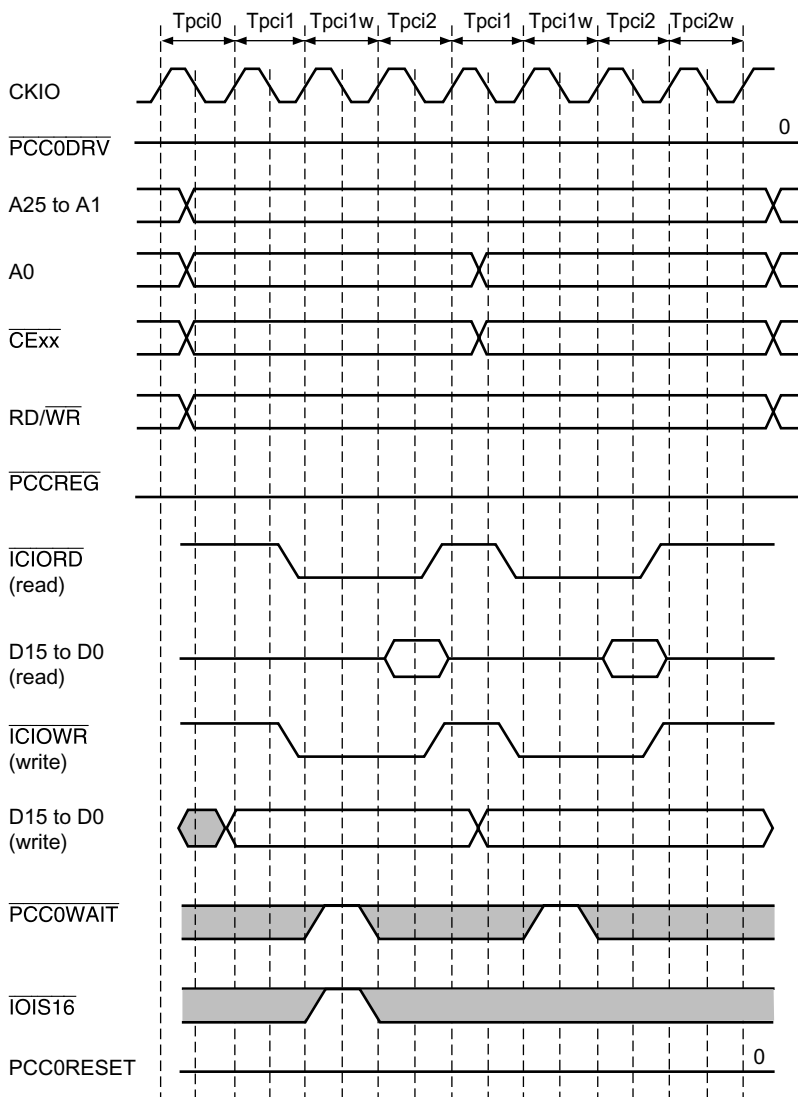 Tpci0 Tpci1 Tpci1w Tpci2 Tpci1 Tpci1w Tpci2 Tpci2w
CKIO
PCC0DRV
0
A25 to A1
A0
CExx
RD/WR
PCCREG
ICIORD
(read)
D15 to D0
(read)
ICIOWR
(write)
D15 to D0
(write)
PCC0WAIT
IOIS16
PCC0RESET
0